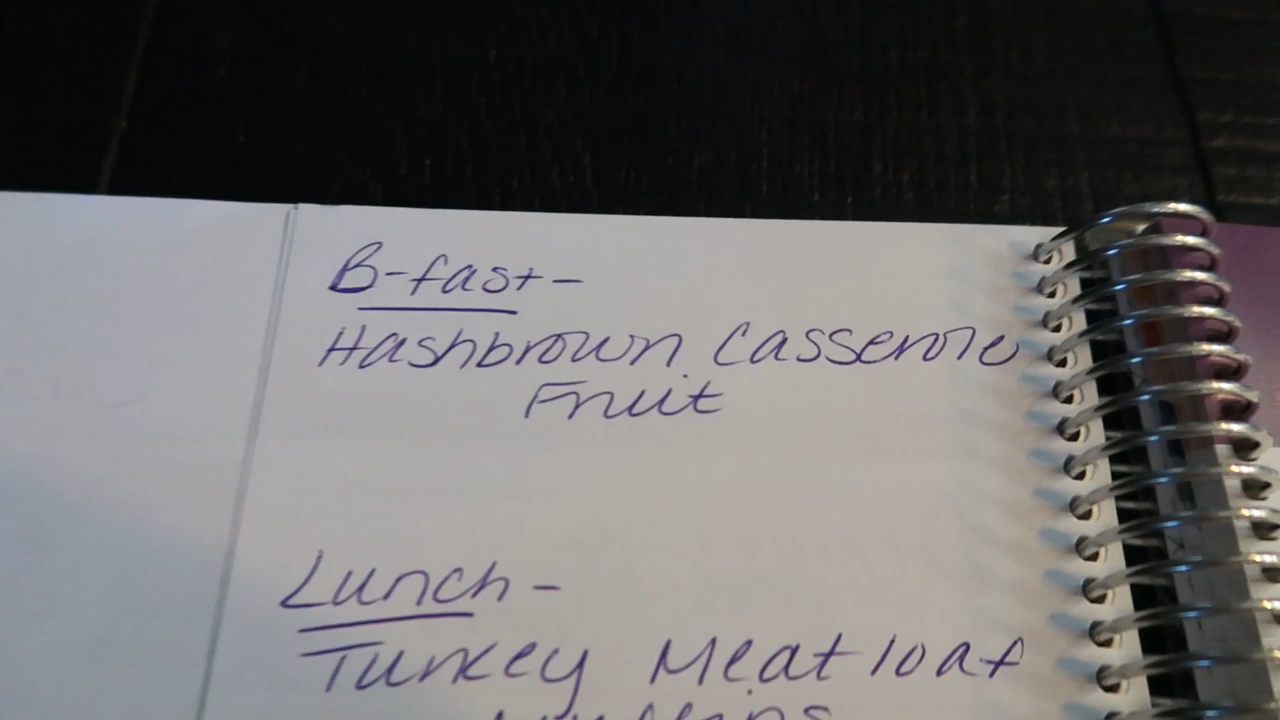 B-fast-
Hashbrown Casserole
Fruit
Lunch-
Turkey Meatloaf